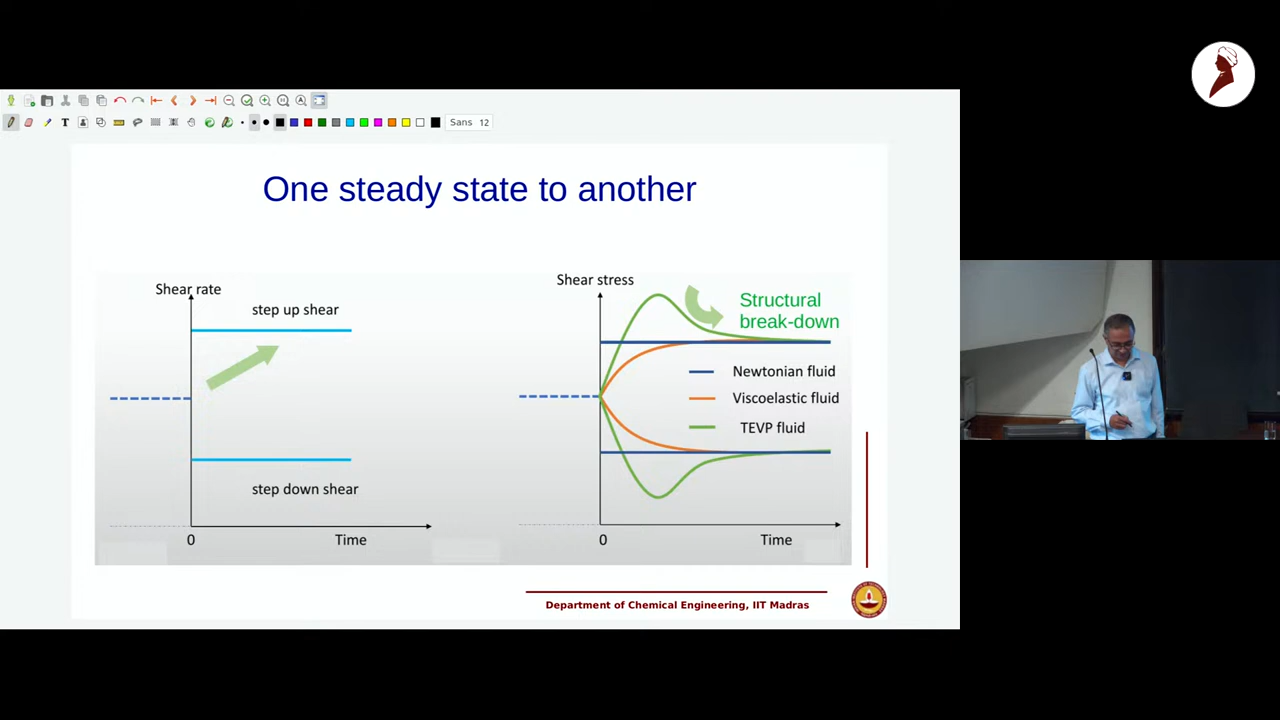 Sans 12
One steady state to another
Shear rate
step up shear
step down shear
0
Time
Shear stress
Structural
break-down
Newtonian fluid
Viscoelastic fluid
TEVP fluid
0
Time
Department of Chemical Engineering, IIT Madras